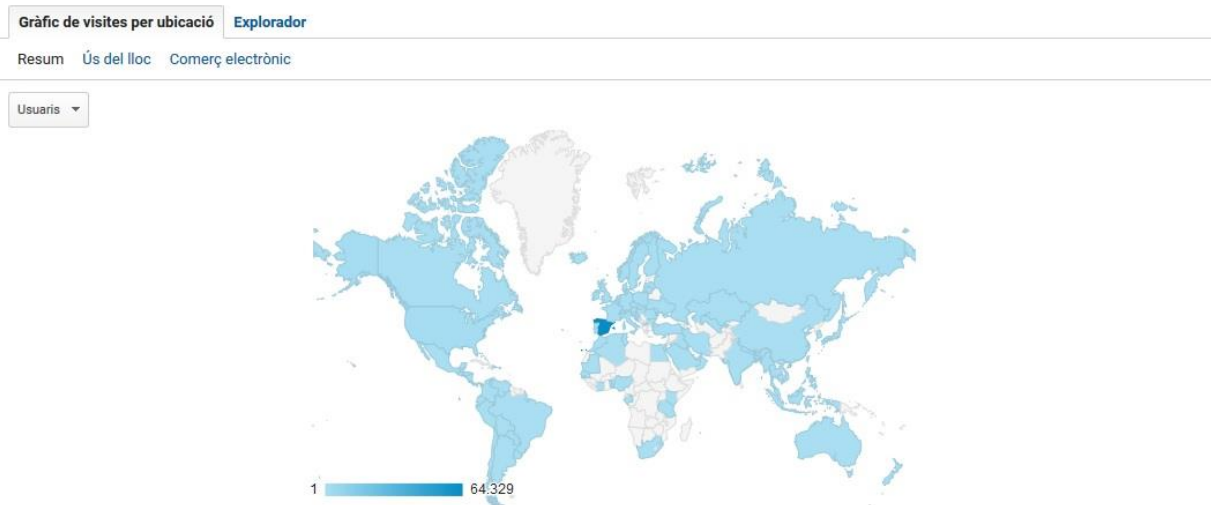 Gràfic de visites per ubicació Explorador
Resum Ús del lloc Comerç electrònic
Usuaris
1 64.329